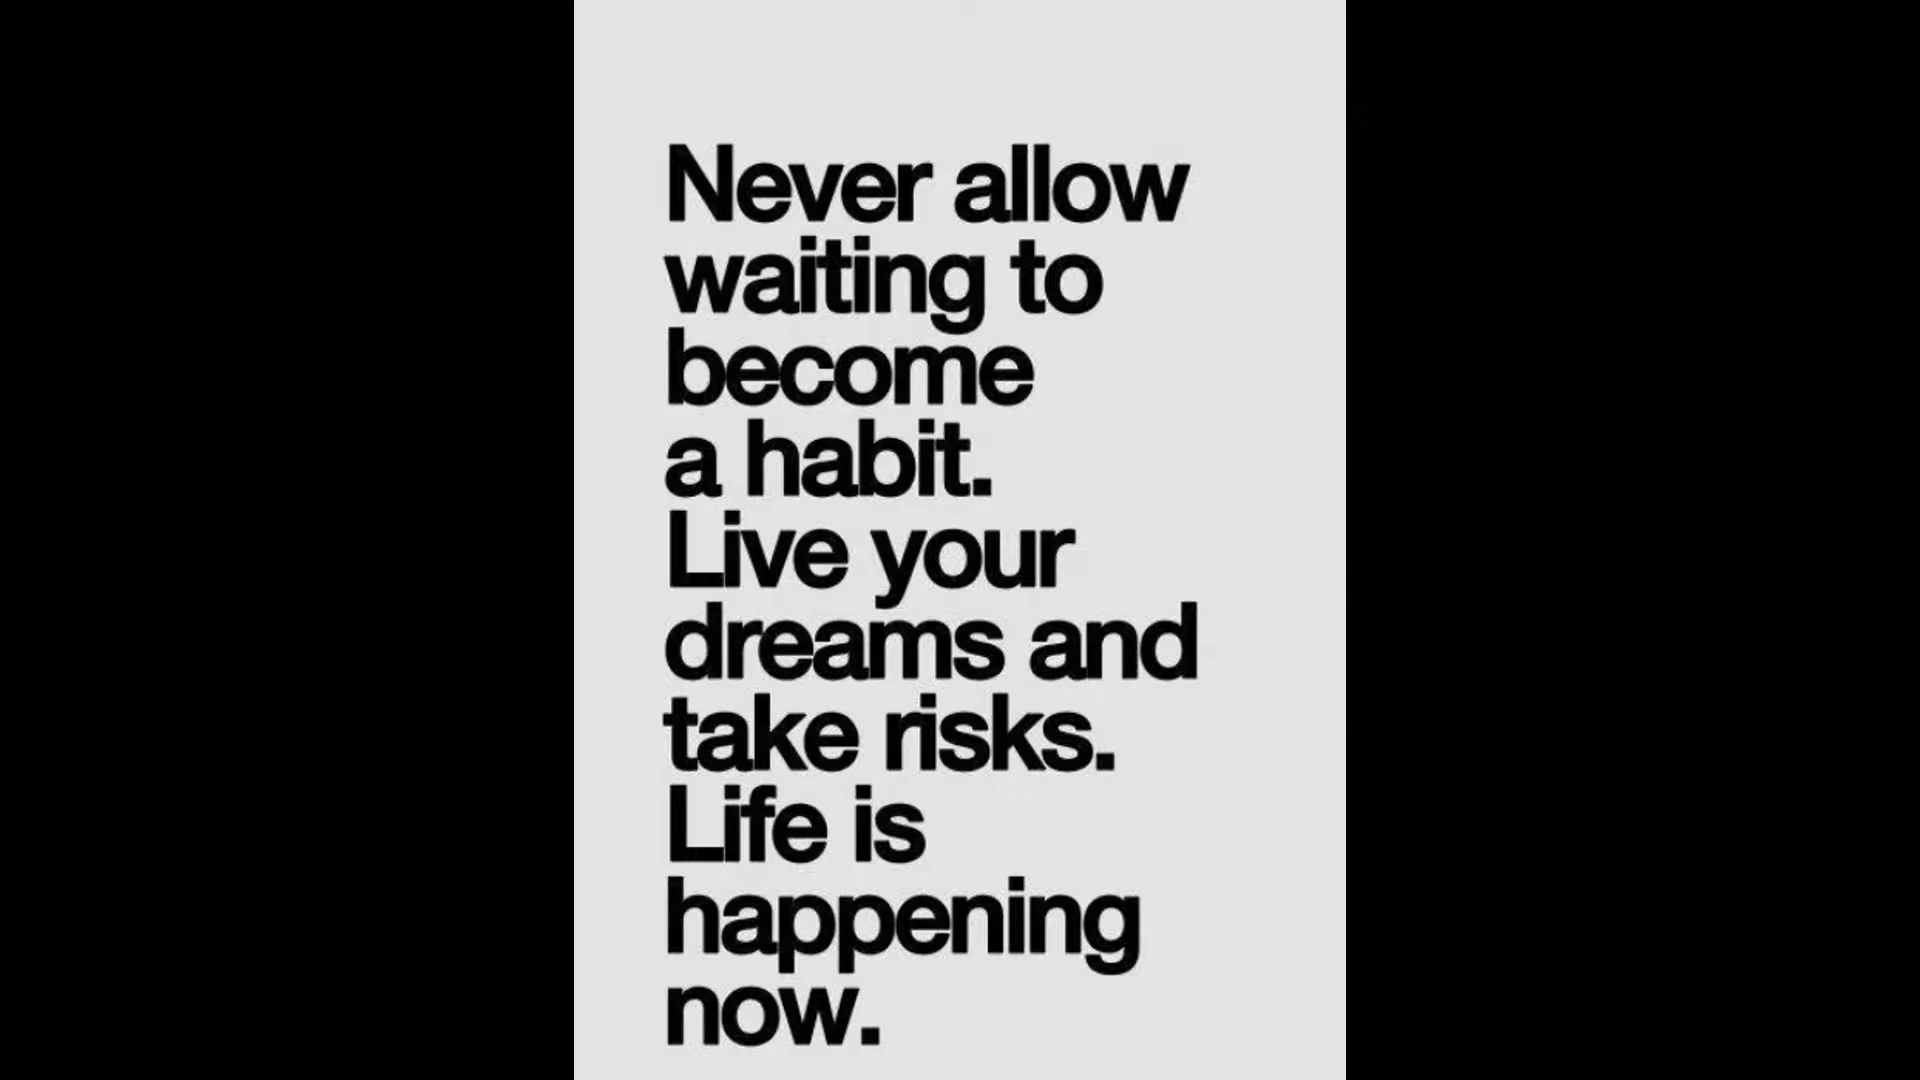 Never allow
waiting to
become
a habit.
Live your
dreams and
take risks.
Life is
happening
now.